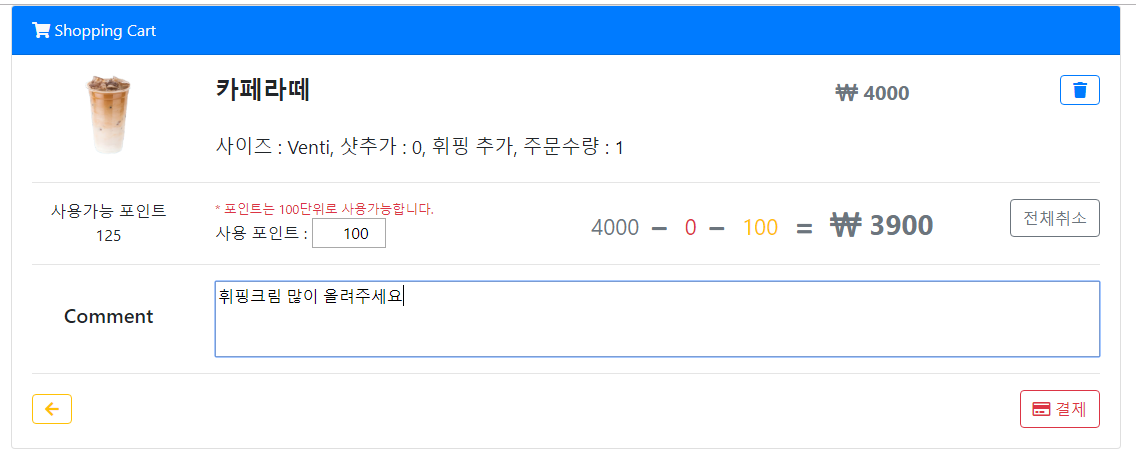 Shopping Cart
카페라떼
₩ 4000
사이즈 : Venti, 샷추가 : 0, 휘핑 추가, 주문수량 : 1
사용가능 포인트
125
* 포인트는 100단위로 사용가능합니다.
사용 포인트 : 100
4000 − 0 − 100 = ₩ 3900
전체취소
Comment
휘핑크림 많이 올려주세요
결제